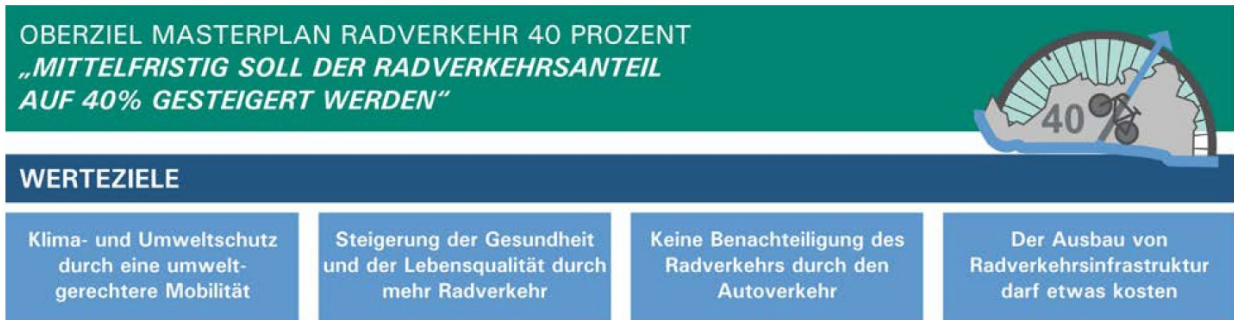 OBERZIEL MASTERPLAN RADVERKEHR 40 PROZENT
„MITTELFRISTIG SOLL DER RADVERKEHRSANTEIL
AUF 40% GESTEIGERT WERDEN“
40
WERTEZIELE
Klima- und Umweltschutz
durch eine umwelt-
gerechtere Mobilität
Steigerung der Gesundheit
und der Lebensqualität durch
mehr Radverkehr
Keine Benachteiligung des
Radverkehrs durch den
Autoverkehr
Der Ausbau von
Radverkehrsinfrastruktur
darf etwas kosten